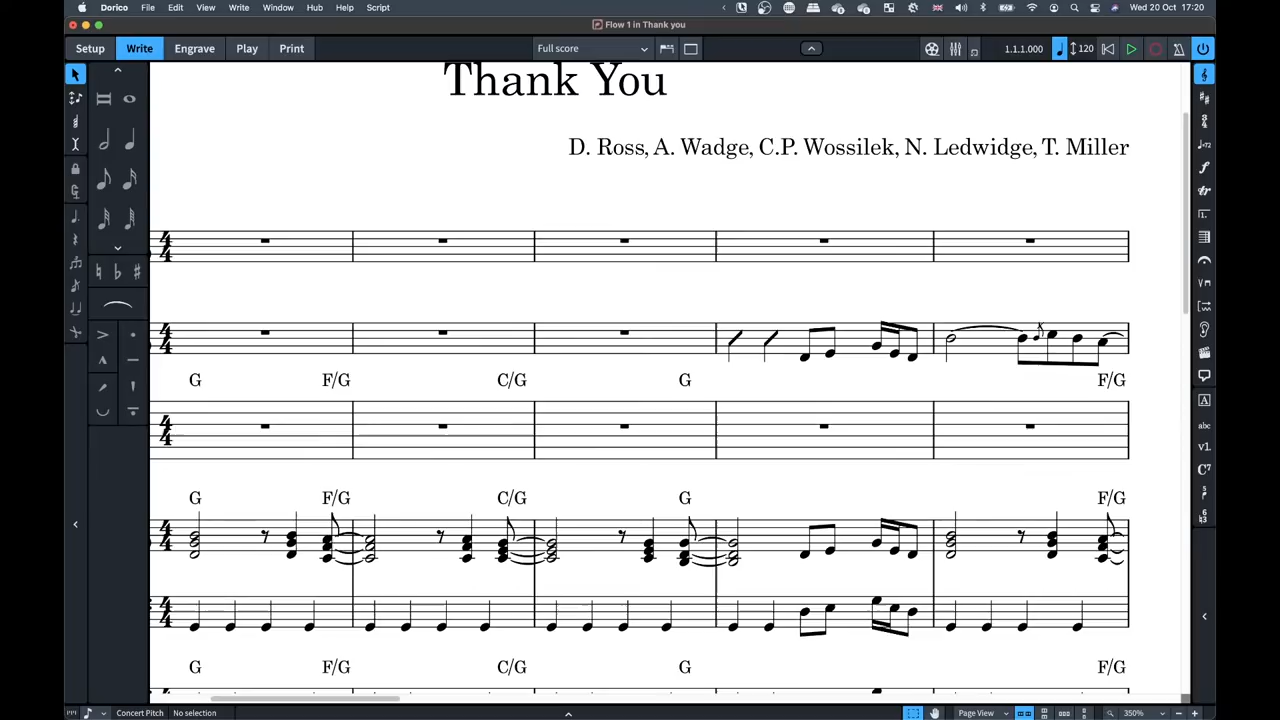 Dorico File Edit View Write Window Hub Help Script Wed 20 Oct 17:20
Flow 1 in Thank you
Setup Write Engrave Play Print Full score 1.1.1.000 120
Thank You
D. Ross, A. Wadge, C.P. Wossilek, N. Ledwidge, T. Miller
G F/G C/G G F/G
G F/G C/G G F/G
G F/G C/G G F/G
Concert Pitch No selection Page View 350%